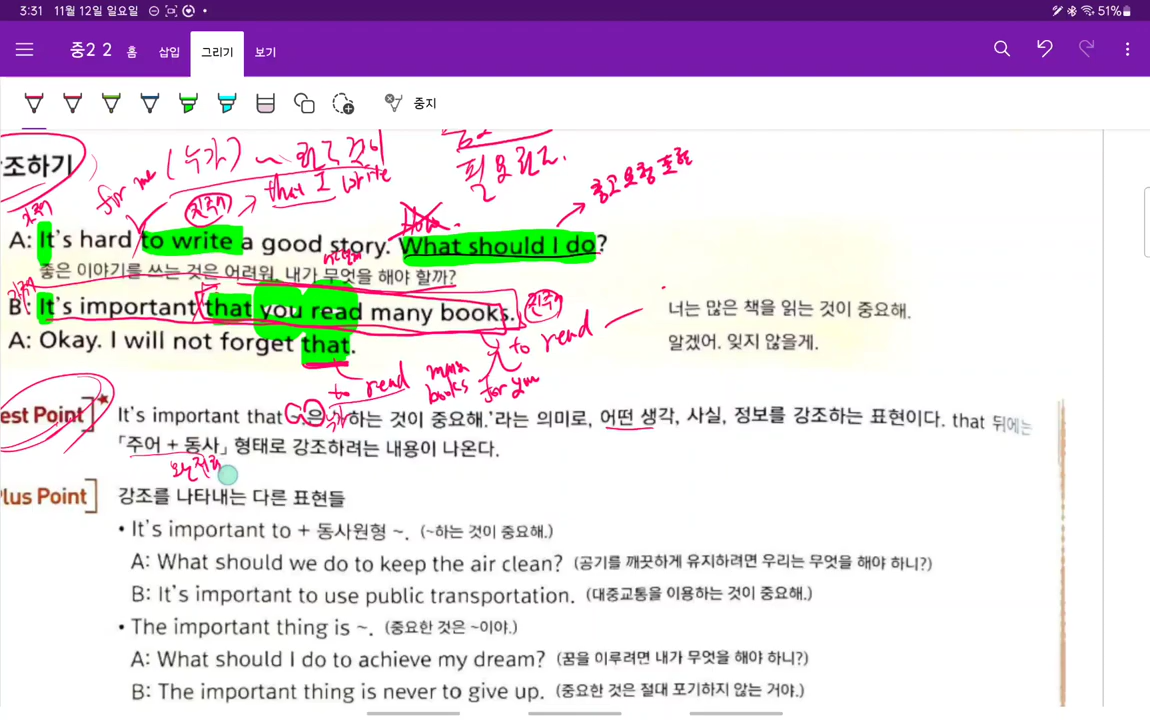 3:31 11월 12일 일요일 51%
중2 2 홈 삽입 그리기 보기
중지
조하기
(누가) ~
필요한
for me
that I write
진주어
가주어
A: It's hard to write a good story. What should I do?
좋은 이야기를 쓰는 것은 어려워. 내가 무엇을 해야 할까?
B: It's important that you read many books. 진주어
너는 많은 책을 읽는 것이 중요해.
A: Okay. I will not forget that.
알겠어. 잊지 않을게.
to read
to read many books for you
est Point] It's important that 하는 것이 중요해.'라는 의미로, 어떤 생각, 사실, 정보를 강조하는 표현이다. that 뒤에는
「주어 + 동사」 형태로 강조하려는 내용이 나온다.
Plus Point] 강조를 나타내는 다른 표현들
• It's important to + 동사원형 ~. (~하는 것이 중요해.)
A: What should we do to keep the air clean? (공기를 깨끗하게 유지하려면 우리는 무엇을 해야 하니?)
B: It's important to use public transportation. (대중교통을 이용하는 것이 중요해.)
• The important thing is ~. (중요한 것은 ~이야.)
A: What should I do to achieve my dream? (꿈을 이루려면 내가 무엇을 해야 하니?)
B: The important thing is never to give up. (중요한 것은 절대 포기하지 않는 거야.)